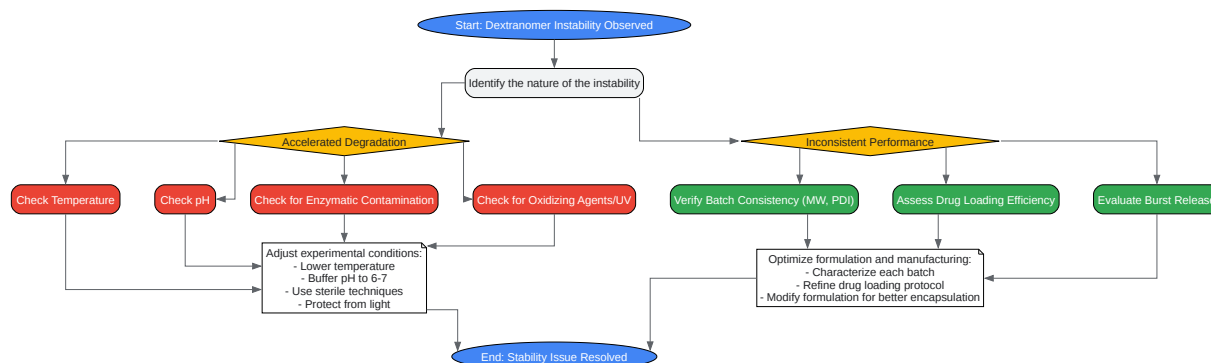 Start: Dextranomer Instability Observed
Identify the nature of the instability
Accelerated Degradation
Inconsistent Performance
Check Temperature
Check pH
Check for Enzymatic Contamination
Check for Oxidizing Agents/UV
Verify Batch Consistency (MW, PDI)
Assess Drug Loading Efficiency
Evaluate Burst Release
Adjust experimental conditions:
- Lower temperature
- Buffer pH to 6-7
- Use sterile techniques
- Protect from light
Optimize formulation and manufacturing:
- Characterize each batch
- Refine drug loading protocol
- Modify formulation for better encapsulation
End: Stability Issue Resolved